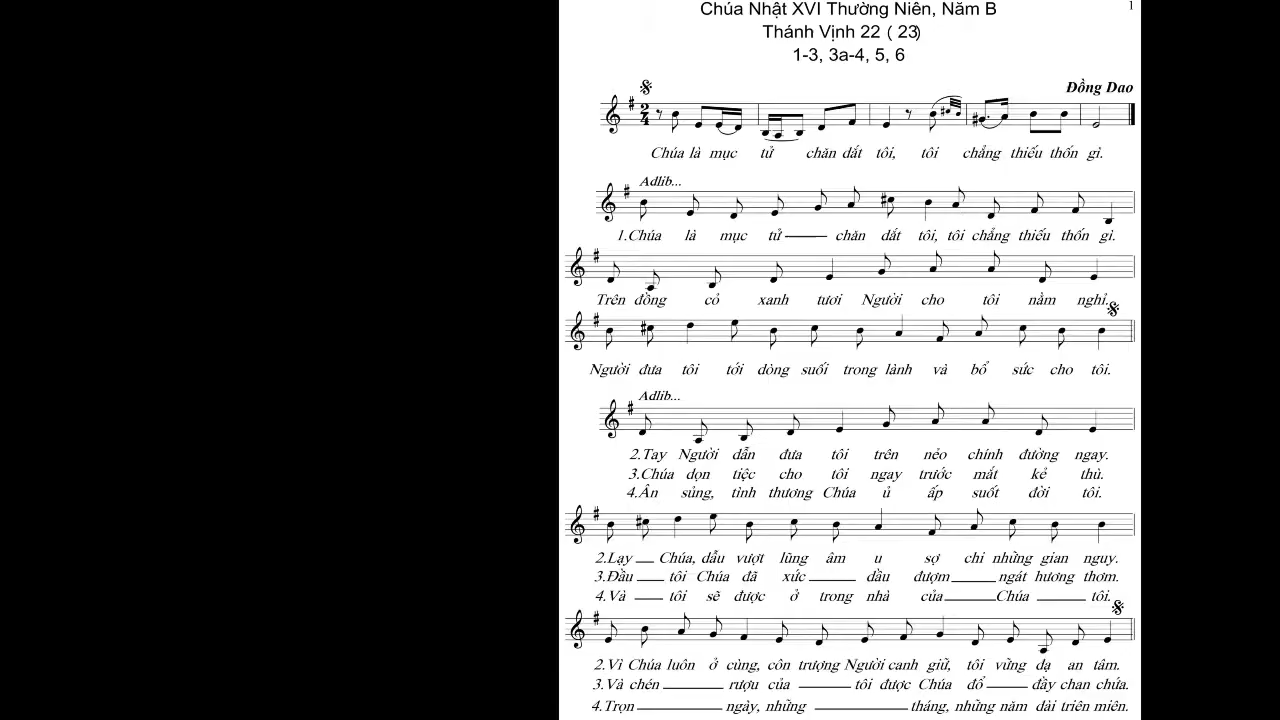 Chúa Nhật XVI Thường Niên, Năm B
1
Thánh Vịnh 22 ( 23)
1-3, 3a-4, 5, 6
Đồng Dao
Chúa là mục tử chăn dắt tôi, tôi chẳng thiếu thốn gì.
Adlib...
1.Chúa là mục tử chăn dắt tôi, tôi chẳng thiếu thốn gì.
Trên đồng cỏ xanh tươi Người cho tôi nằm nghỉ.
Người đưa tôi tới dòng suối trong lành và bổ sức cho tôi.
Adlib...
2.Tay Người dẫn đưa tôi trên nẻo chính đường ngay.
3.Chúa dọn tiệc cho tôi ngay trước mắt kẻ thù.
4.Ân sủng, tình thương Chúa ủ ấp suốt đời tôi.
2.Lạy Chúa, dẫu vượt lũng âm u sợ chi những gian nguy.
3.Đầu tôi Chúa đã xức dầu đượm ngát hương thơm.
4.Và tôi sẽ được ở trong nhà của Chúa tôi.
2.Vì Chúa luôn ở cùng, côn trượng Người canh giữ, tôi vững dạ an tâm.
3.Và chén rượu của tôi được Chúa đổ đầy chan chứa.
4.Trọn ngày, những tháng, những năm dài triên miên.